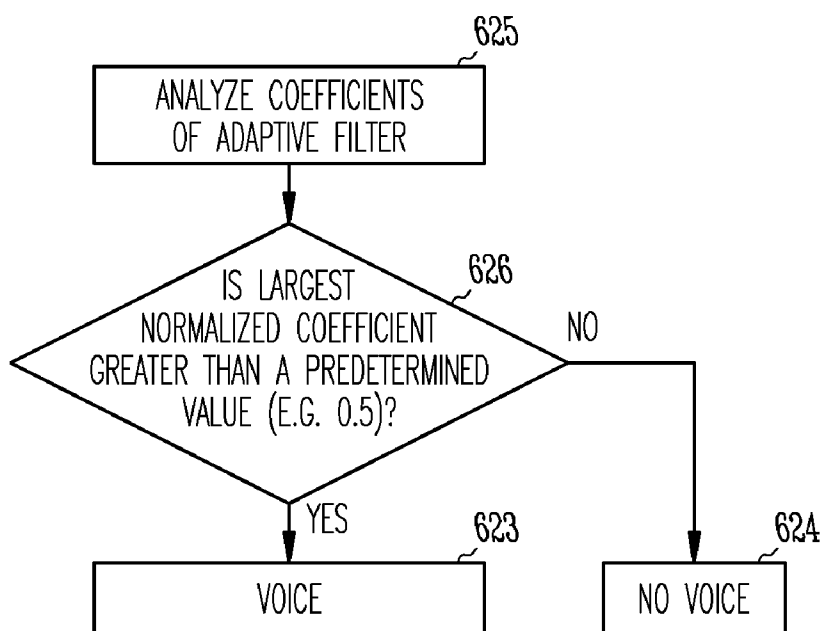 625
ANALYZE COEFFICIENTS
OF ADAPTIVE FILTER
626
IS LARGEST
NORMALIZED COEFFICIENT
GREATER THAN A PREDETERMINED
VALUE (E.G. 0.5)?
NO
YES
623
VOICE
624
NO VOICE